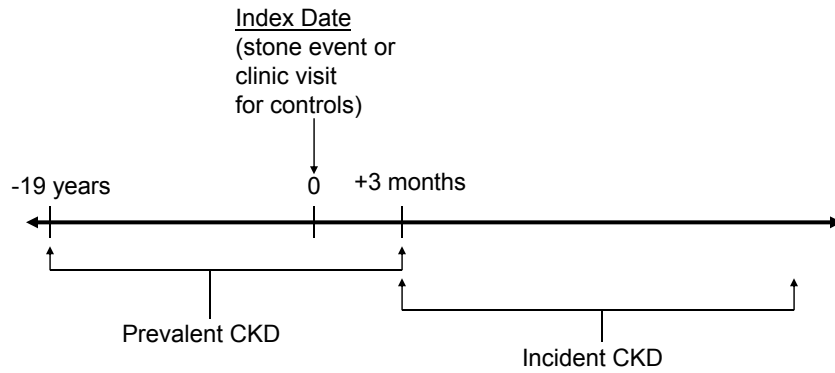 Index Date
(stone event or
clinic visit
for controls)
-19 years
0
+3 months
Prevalent CKD
Incident CKD